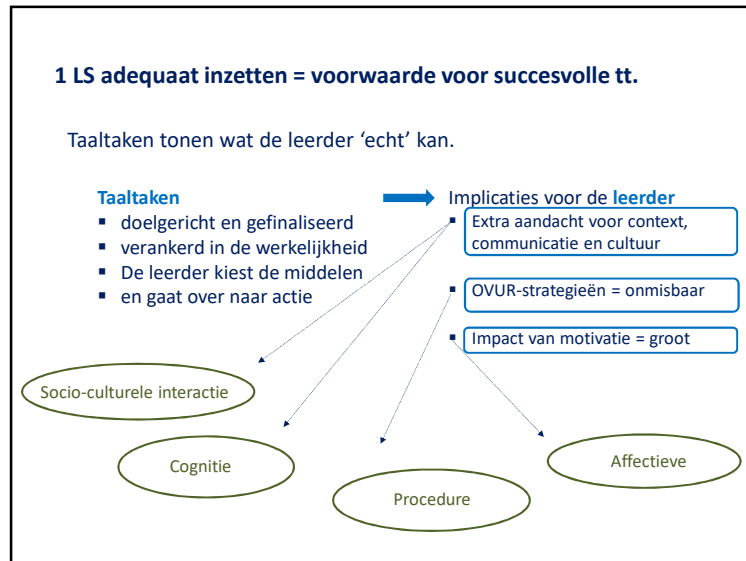 1 LS adequaat inzetten = voorwaarde voor succesvolle tt.
Taaltaken tonen wat de leerder ‘echt’ kan.
Taaltaken
▪ doelgericht en gefinaliseerd
▪ verankerd in de werkelijkheid
▪ De leerder kiest de middelen
▪ en gaat over naar actie
Implicaties voor de leerder
▪ Extra aandacht voor context,
communicatie en cultuur
▪ OVUR-strategieën = onmisbaar
▪ Impact van motivatie = groot
Socio-culturele interactie
Cognitie
Procedure
Affectieve